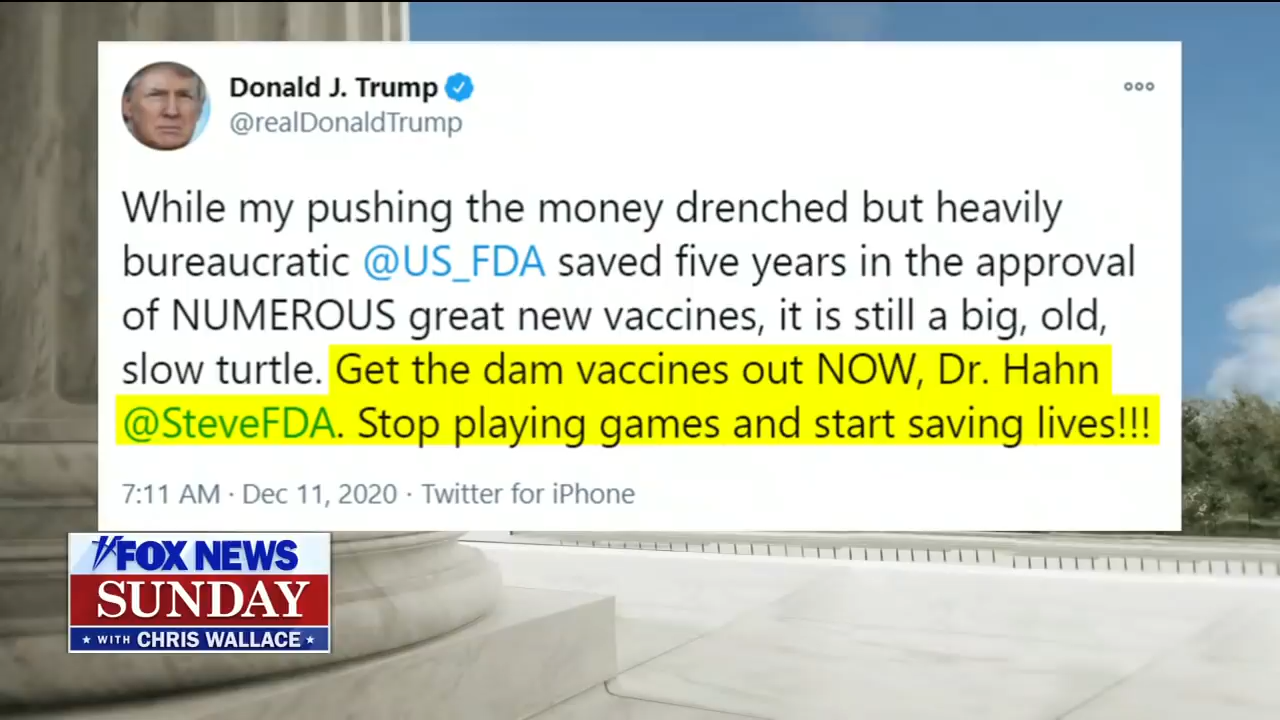 Donald J. Trump
@realDonaldTrump
While my pushing the money drenched but heavily
bureaucratic @US_FDA saved five years in the approval
of NUMEROUS great new vaccines, it is still a big, old,
slow turtle. Get the dam vaccines out NOW, Dr. Hahn
@SteveFDA. Stop playing games and start saving lives!!!
7:11 AM · Dec 11, 2020 · Twitter for iPhone
FOX NEWS
SUNDAY
WITH CHRIS WALLACE